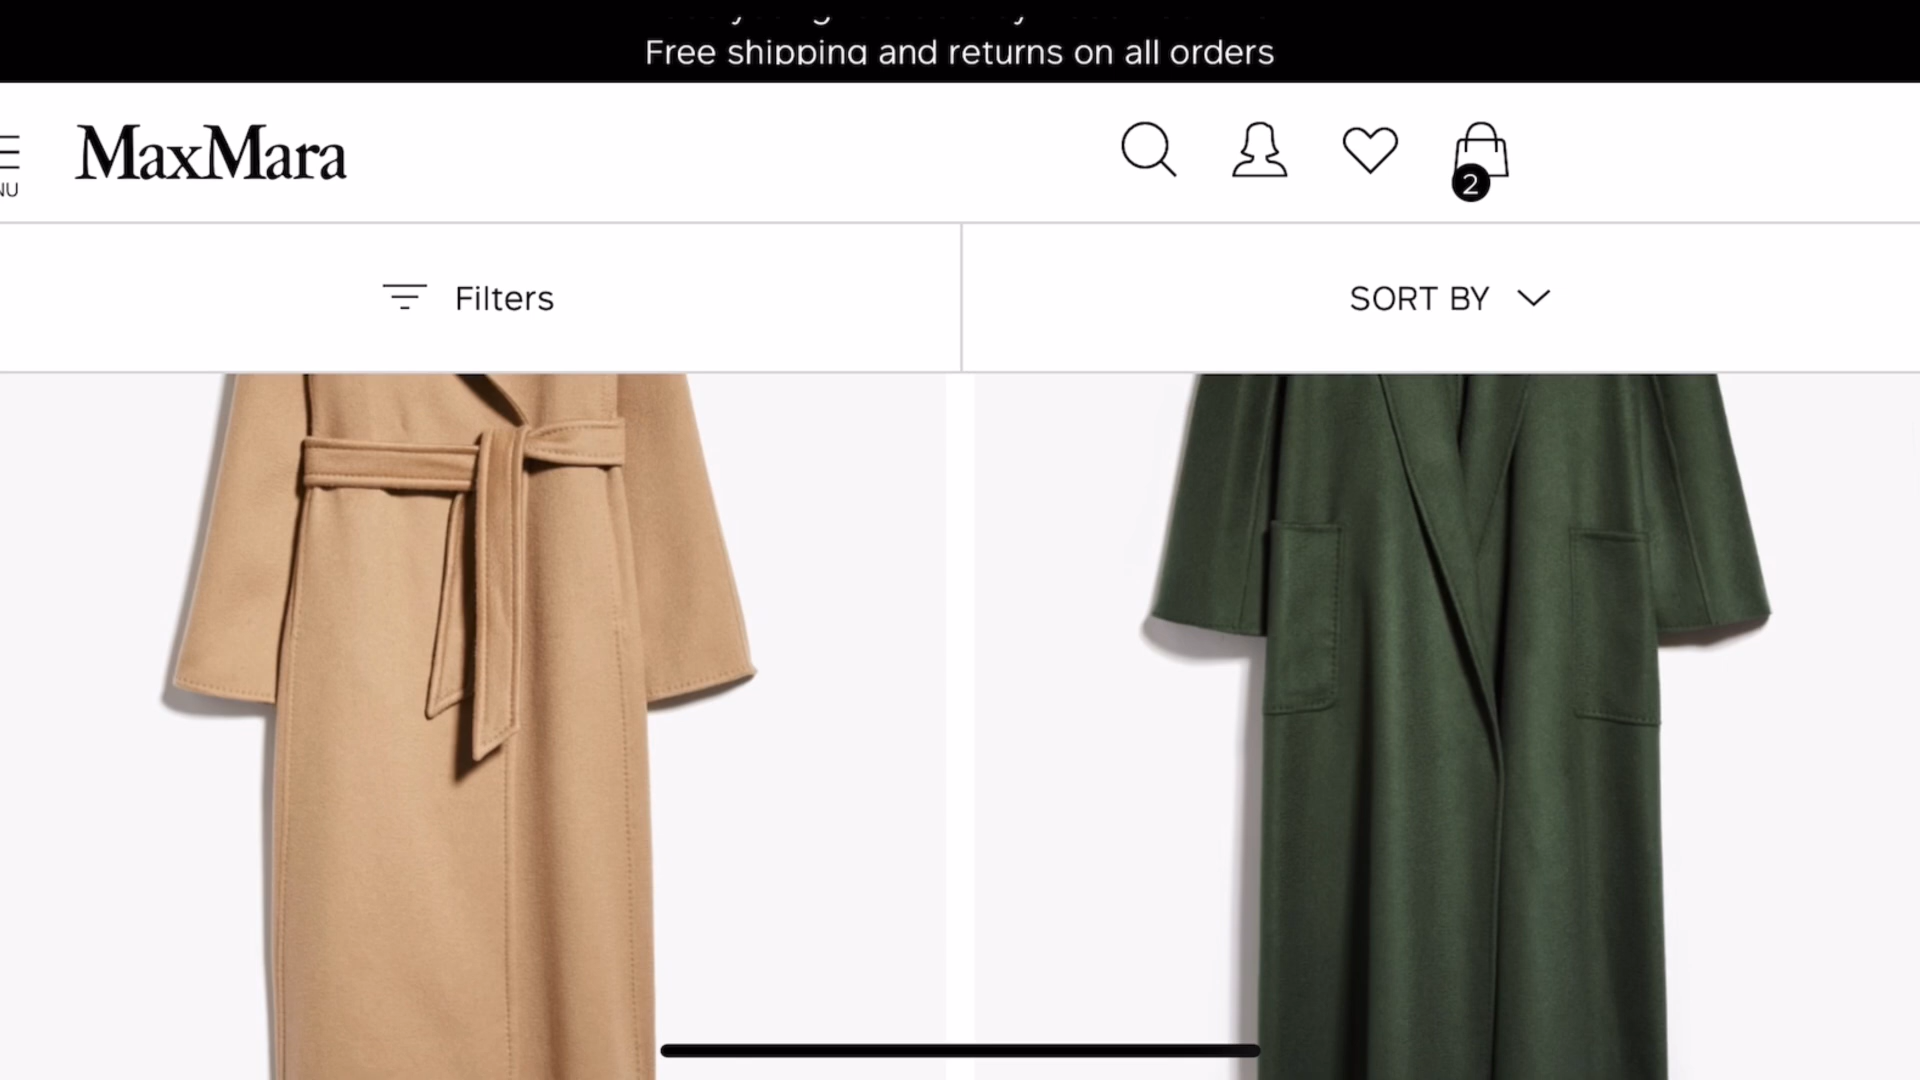 Free shipping and returns on all orders
MaxMara
2
Filters
SORT BY